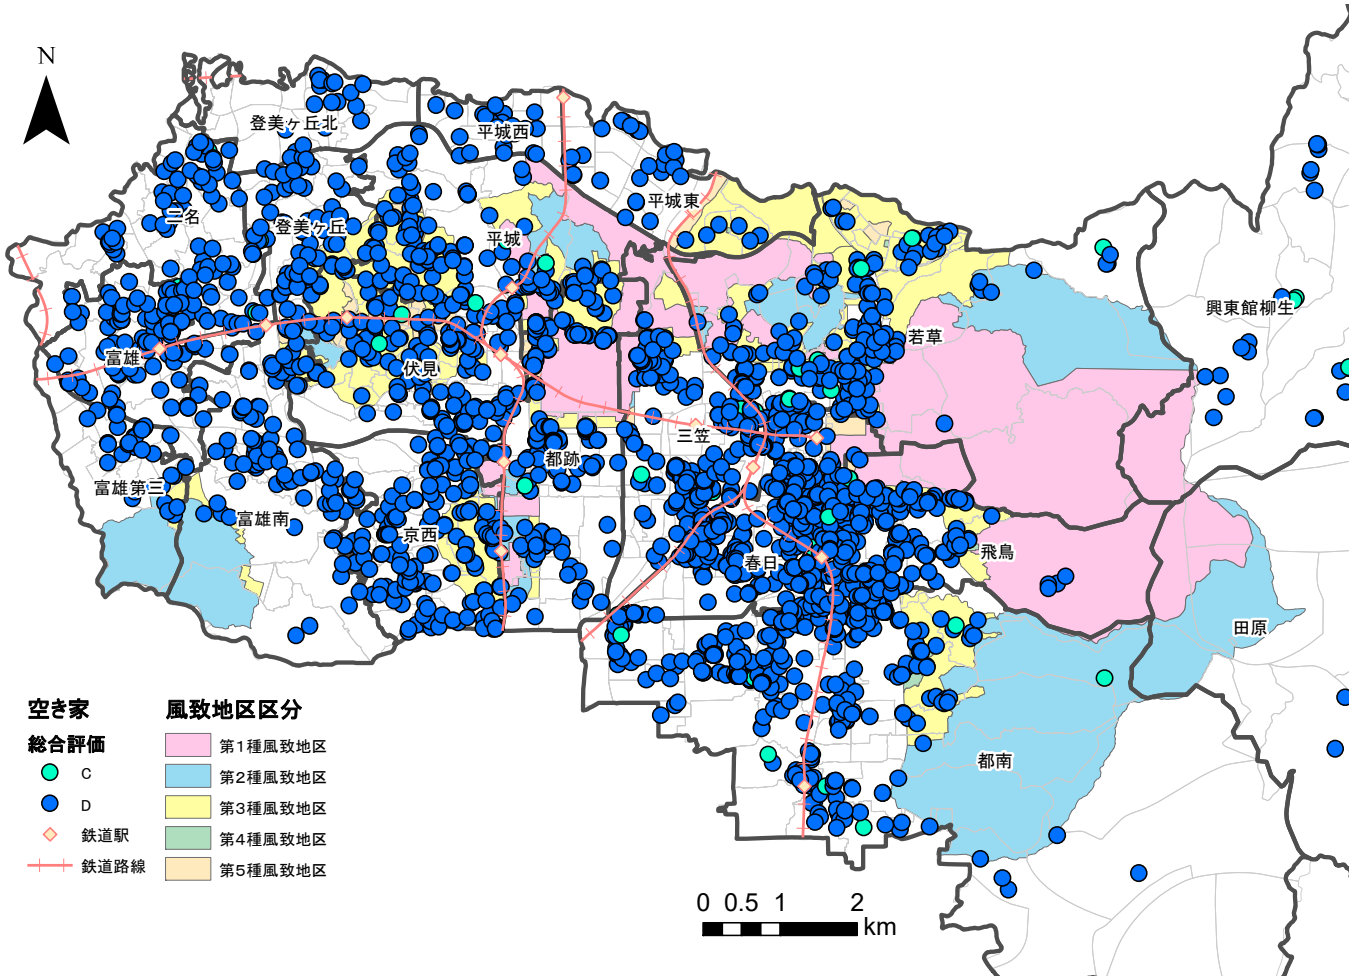 N
登美ヶ丘北
平城西
二名
登美ヶ丘
平城東
平城
興東館柳生
若草
富雄
伏見
三笠
都跡
富雄第三
富雄南
京西
春日
飛鳥
田原
都南
空き家
総合評価
C
D
鉄道駅
鉄道路線
風致地区区分
第1種風致地区
第2種風致地区
第3種風致地区
第4種風致地区
第5種風致地区
0 0.5 1 2
km